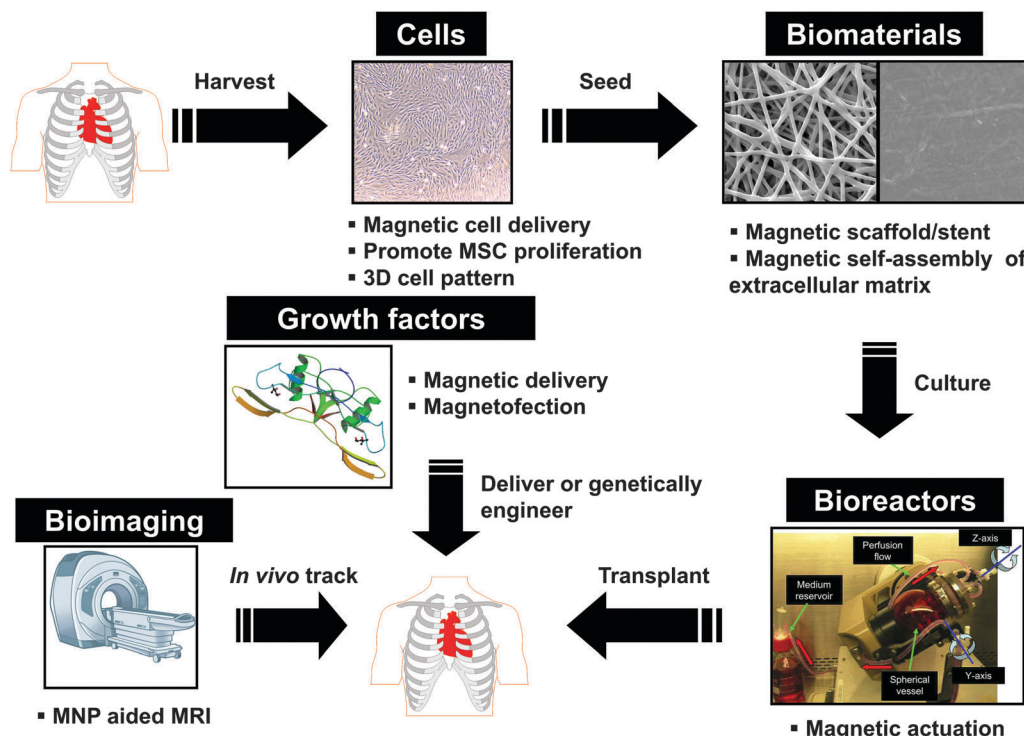 Cells
Biomaterials
Harvest
Seed
▪ Magnetic cell delivery
▪ Promote MSC proliferation
▪ 3D cell pattern
▪ Magnetic scaffold/stent
▪ Magnetic self-assembly of
extracellular matrix
Growth factors
▪ Magnetic delivery
▪ Magnetofection
Culture
Deliver or genetically
engineer
Bioimaging
Bioreactors
In vivo track
Transplant
Perfusion
flow
Z-axis
Medium
reservoir
Spherical
vessel
Y-axis
▪ MNP aided MRI
▪ Magnetic actuation